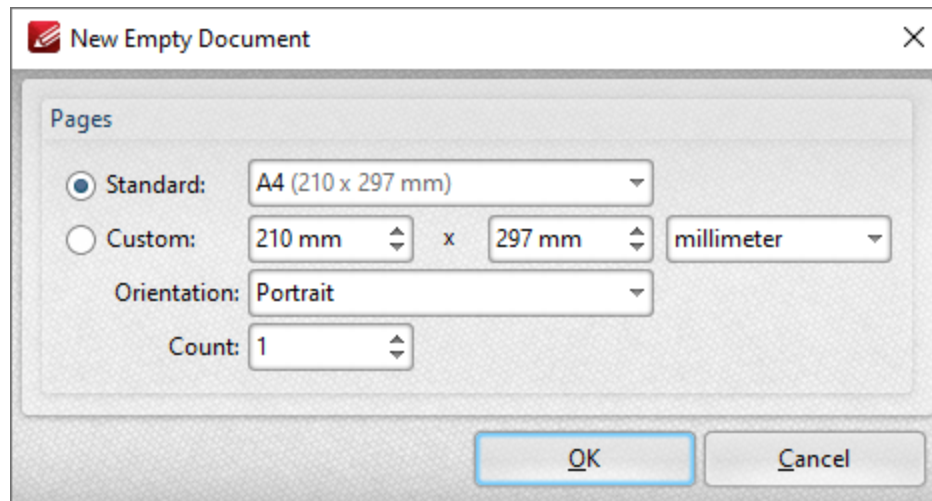 New Empty Document
Pages
Standard: A4 (210 x 297 mm)
Custom: 210 mm x 297 mm millimeter
Orientation: Portrait
Count: 1
OK Cancel